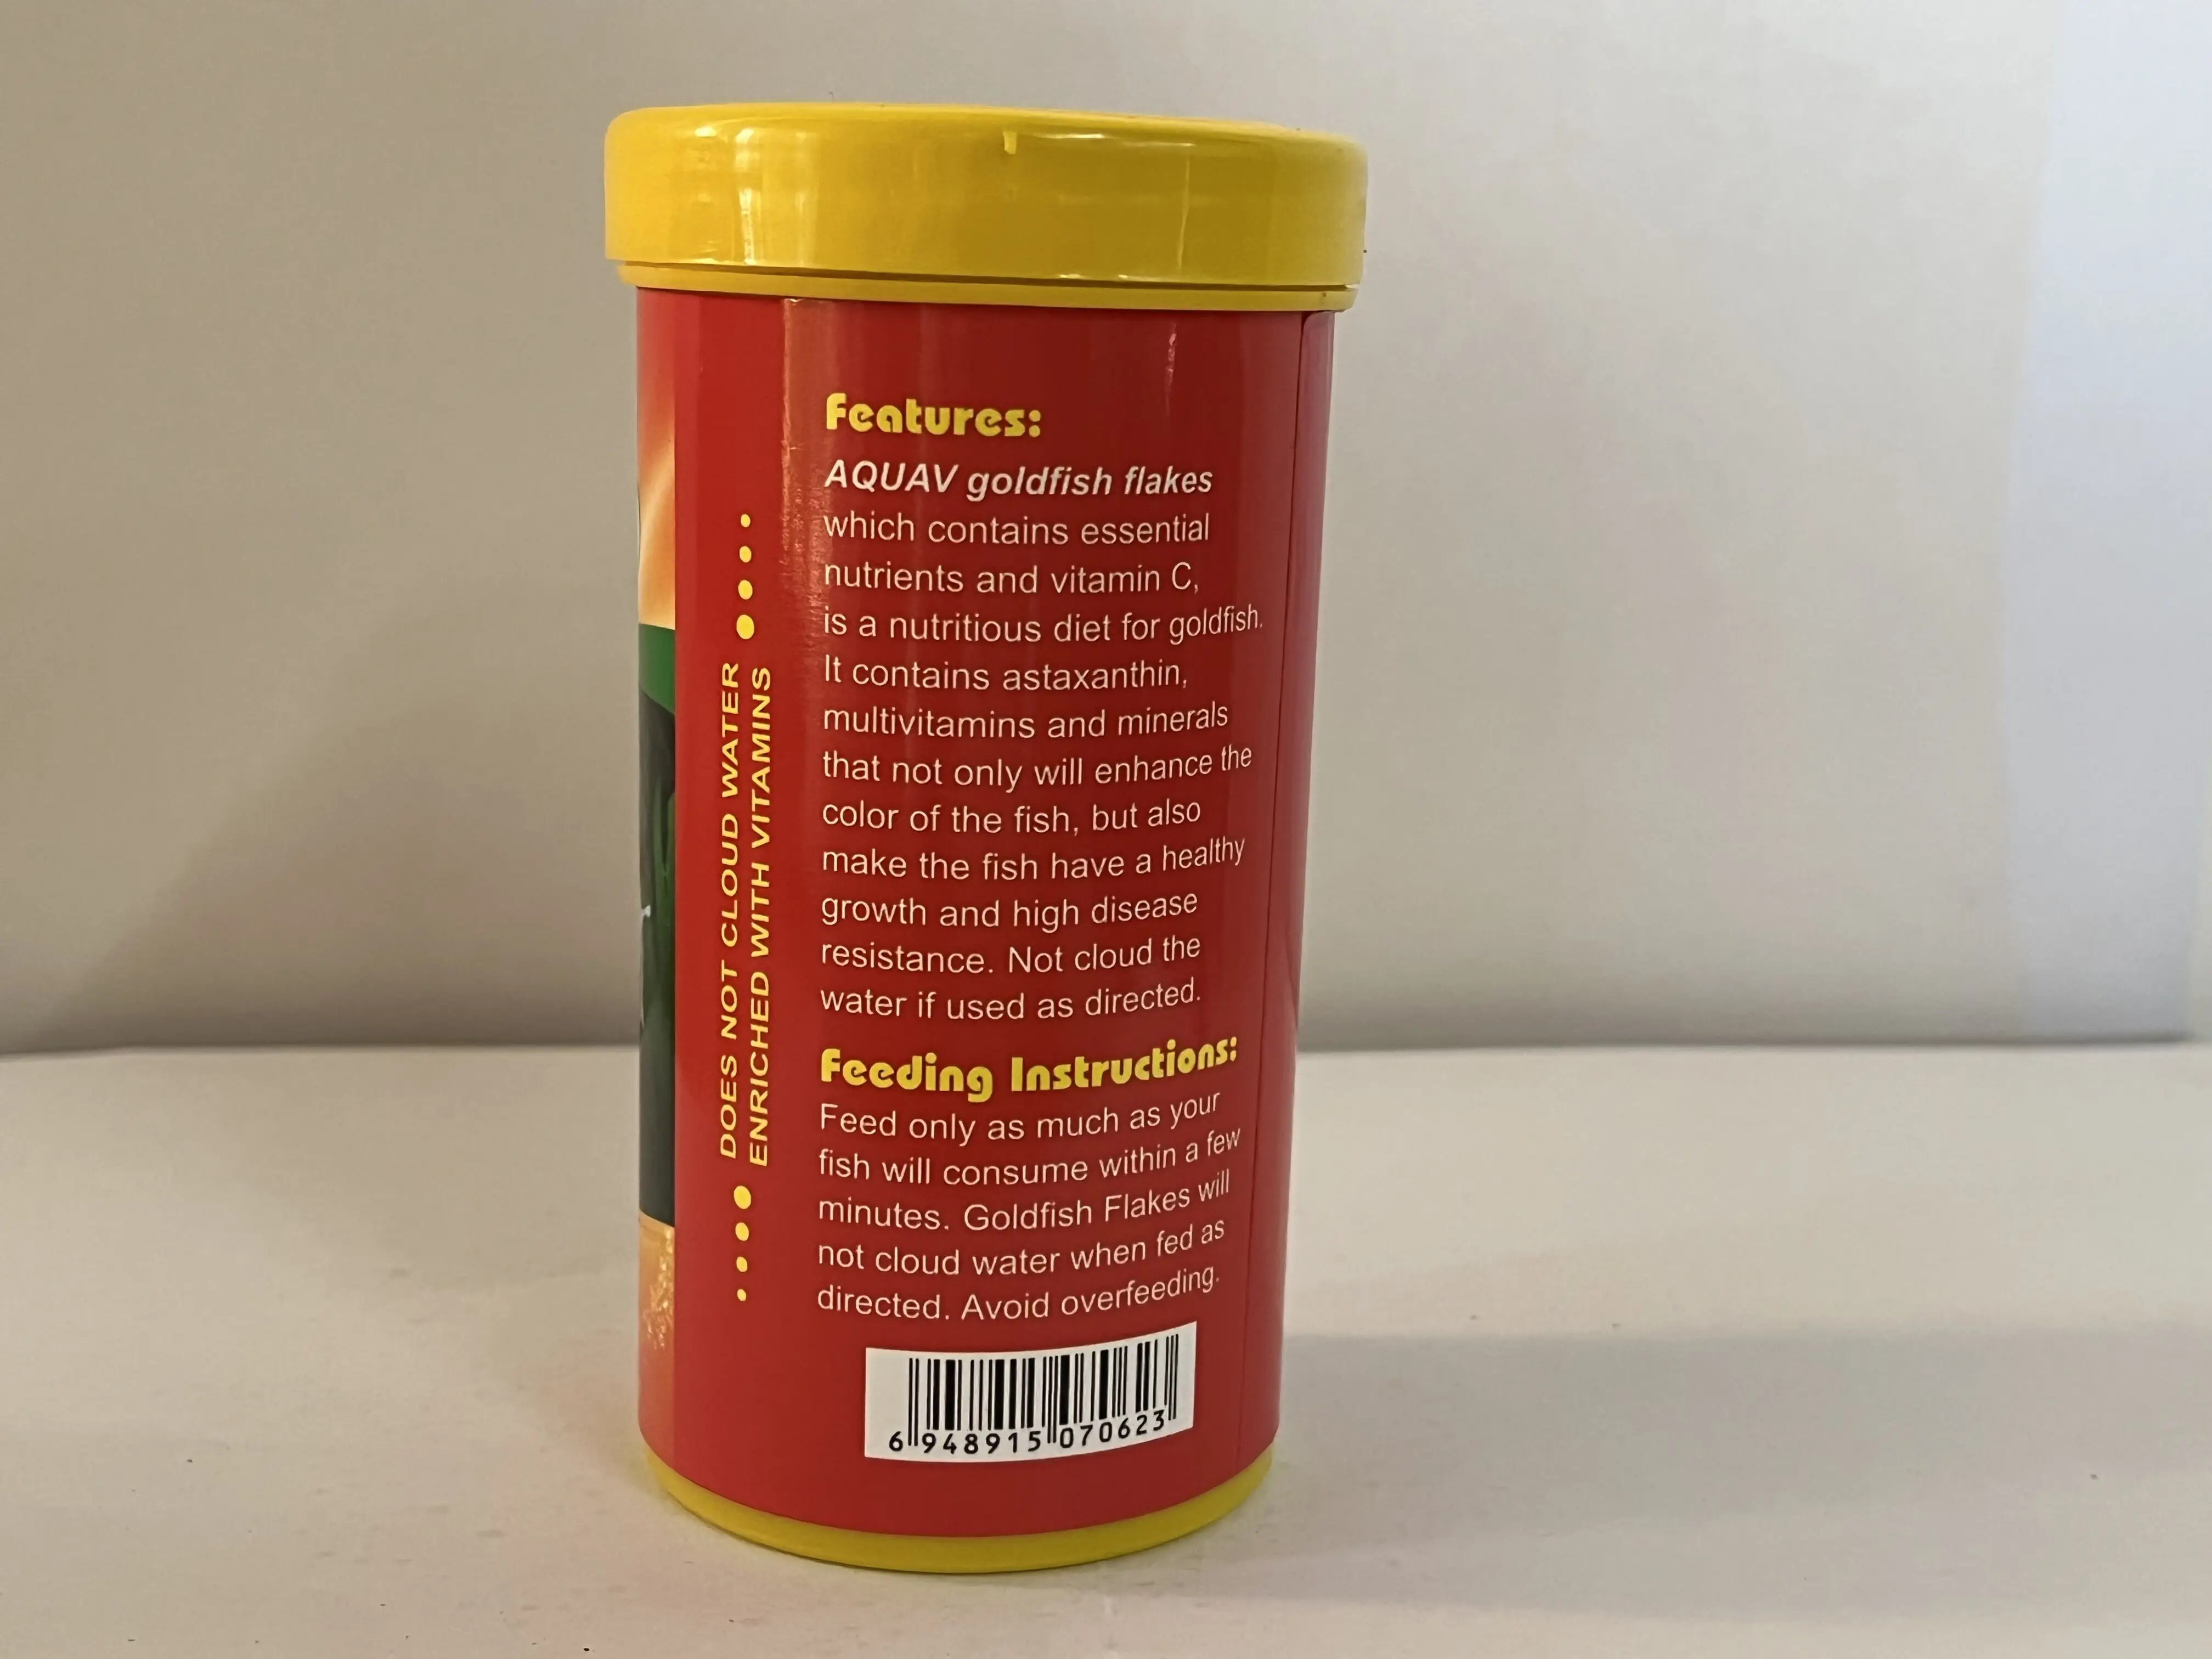 DOES NOT CLOUD WATER
ENRICHED WITH VITAMINS
Features:
AQUAV goldfish flakes
which contains essential
nutrients and vitamin C,
is a nutritious diet for goldfish.
It contains astaxanthin,
multivitamins and minerals
that not only will enhance the
color of the fish, but also
make the fish have a healthy
growth and high disease
resistance. Not cloud the
water if used as directed.
Feeding Instructions:
Feed only as much as your
fish will consume within a few
minutes. Goldfish Flakes will
not cloud water when fed as
directed. Avoid overfeeding.
6 948915 070623